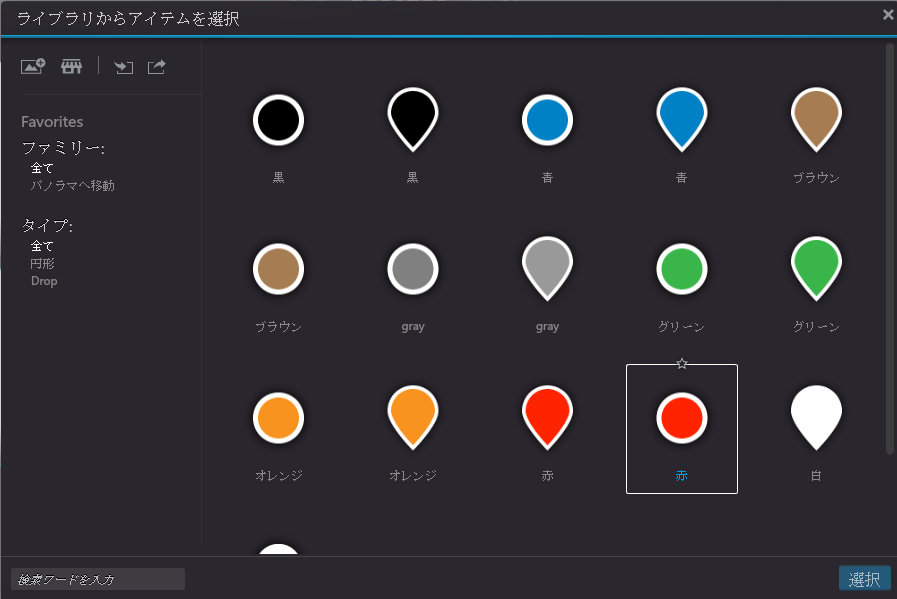 ライブラリからアイテムを選択
Favorites
ファミリー:
全て
パノラマへ移動
タイプ:
全て
円形
Drop
黒
黒
青
青
ブラウン
ブラウン
gray
gray
グリーン
グリーン
オレンジ
オレンジ
赤
赤
白
検索ワードを入力
選択